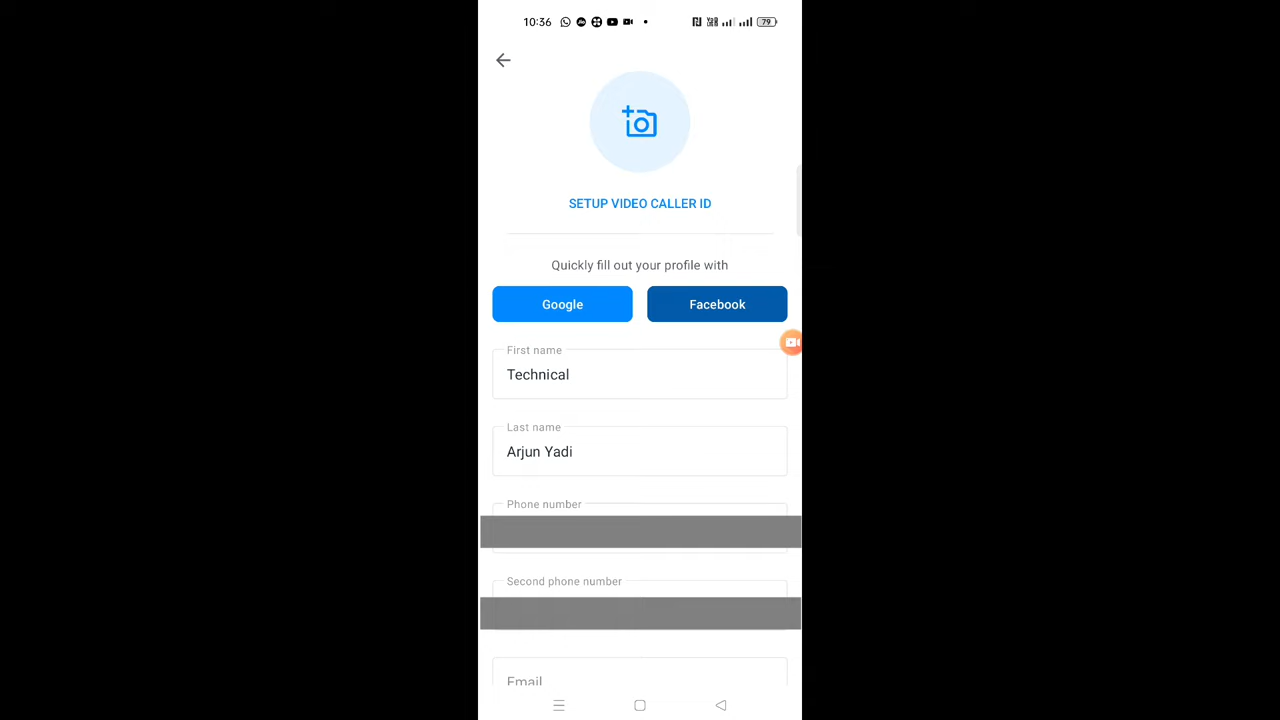 10:36
79
SETUP VIDEO CALLER ID
Quickly fill out your profile with
Google
Facebook
First name
Technical
Last name
Arjun Yadi
Phone number
Second phone number
Email